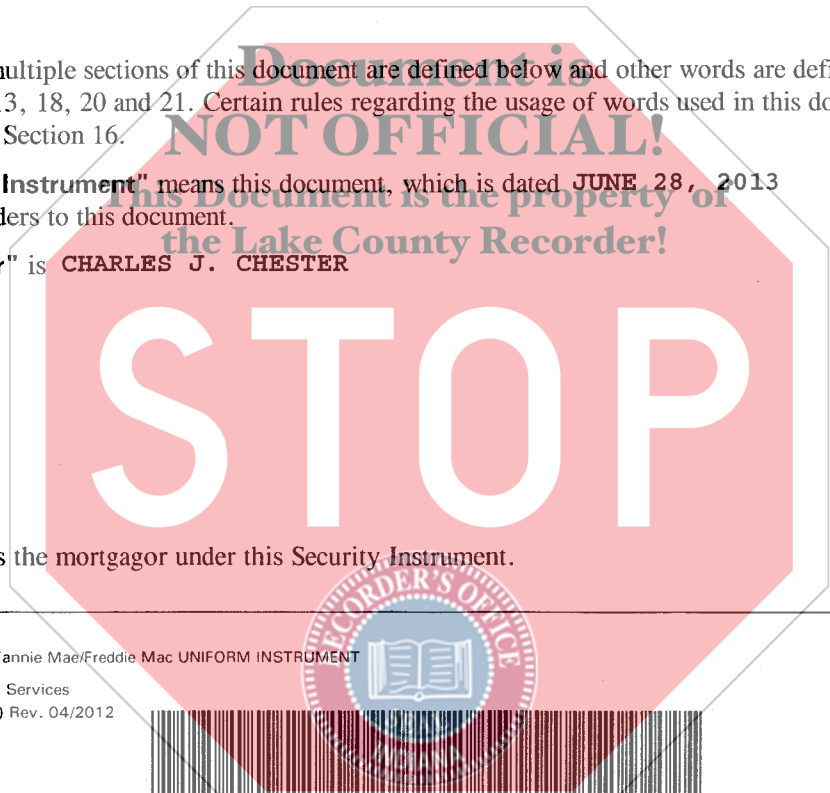 Document is
multiple sections of this document are defined below and other words are defi
3, 18, 20 and 21. Certain rules regarding the usage of words used in this do
NOT OFFICIAL!
Section 16.
Instrument" means this document, which is dated JUNE 28, 2013
This Document is the property of
ders to this document.
the Lake County Recorder!
r" is CHARLES J. CHESTER
STOP
s the mortgagor under this Security Instrument.
RECORDER'S OFFICE
Fannie Mae/Freddie Mac UNIFORM INSTRUMENT
Services
) Rev. 04/2012
INDIANA